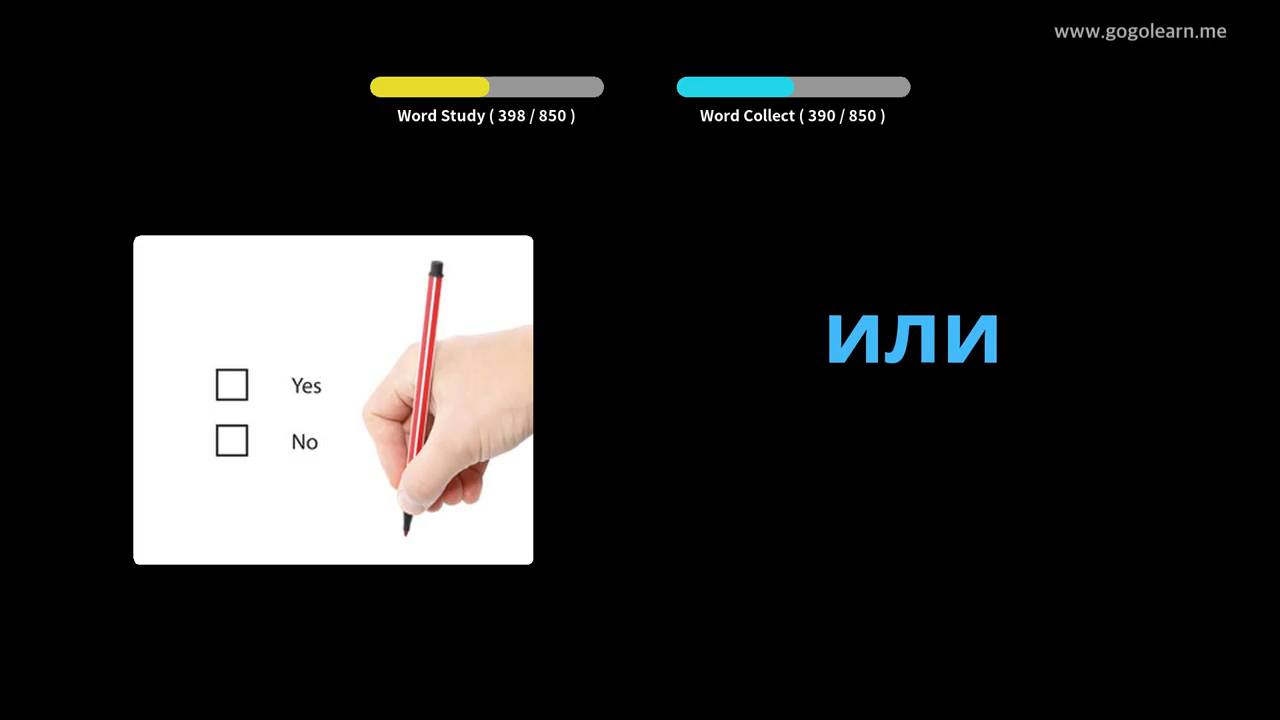 www.gogolearn.me
Word Study ( 398 / 850 )
Word Collect ( 390 / 850 )
или
Yes
No